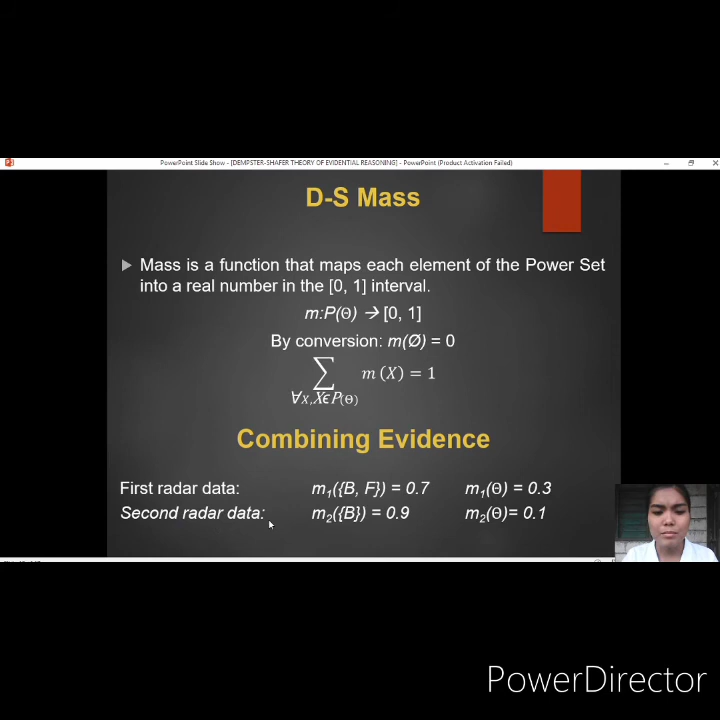 PowerPoint Slide Show - [DEMPSTER-SHAFER THEORY OF EVIDENTIAL REASONING] - PowerPoint (Product Activation Failed)
D-S Mass
Mass is a function that maps each element of the Power Set
into a real number in the [0, 1] interval.
m:P(Θ) → [0, 1]
By conversion: m(Ø) = 0
∑ m (X) = 1
∀X, XϵP(Θ)
Combining Evidence
First radar data: m₁({B, F}) = 0.7 m₁(Θ) = 0.3
Second radar data: m₂({B}) = 0.9 m₂(Θ)= 0.1
PowerDirector